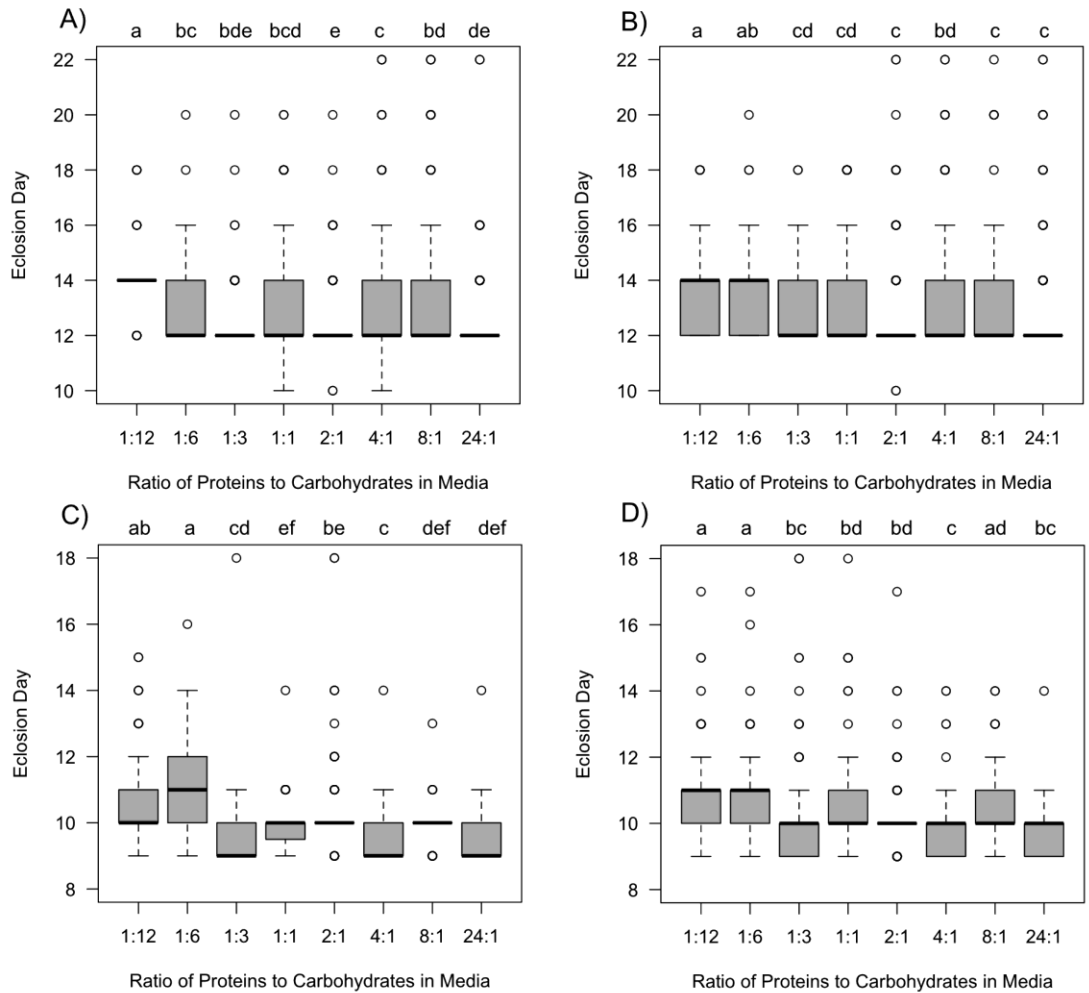 A)
a bc bde bcd e c bd de
Eclosion Day
22
20
18
16
14
12
10
1:12 1:6 1:3 1:1 2:1 4:1 8:1 24:1
Ratio of Proteins to Carbohydrates in Media
B)
a ab cd cd c bd c c
Eclosion Day
22
20
18
16
14
12
10
1:12 1:6 1:3 1:1 2:1 4:1 8:1 24:1
Ratio of Proteins to Carbohydrates in Media
C)
ab a cd ef be c def def
Eclosion Day
18
16
14
12
10
8
1:12 1:6 1:3 1:1 2:1 4:1 8:1 24:1
Ratio of Proteins to Carbohydrates in Media
D)
a a bc bd bd c ad bc
Eclosion Day
18
16
14
12
10
8
1:12 1:6 1:3 1:1 2:1 4:1 8:1 24:1
Ratio of Proteins to Carbohydrates in Media